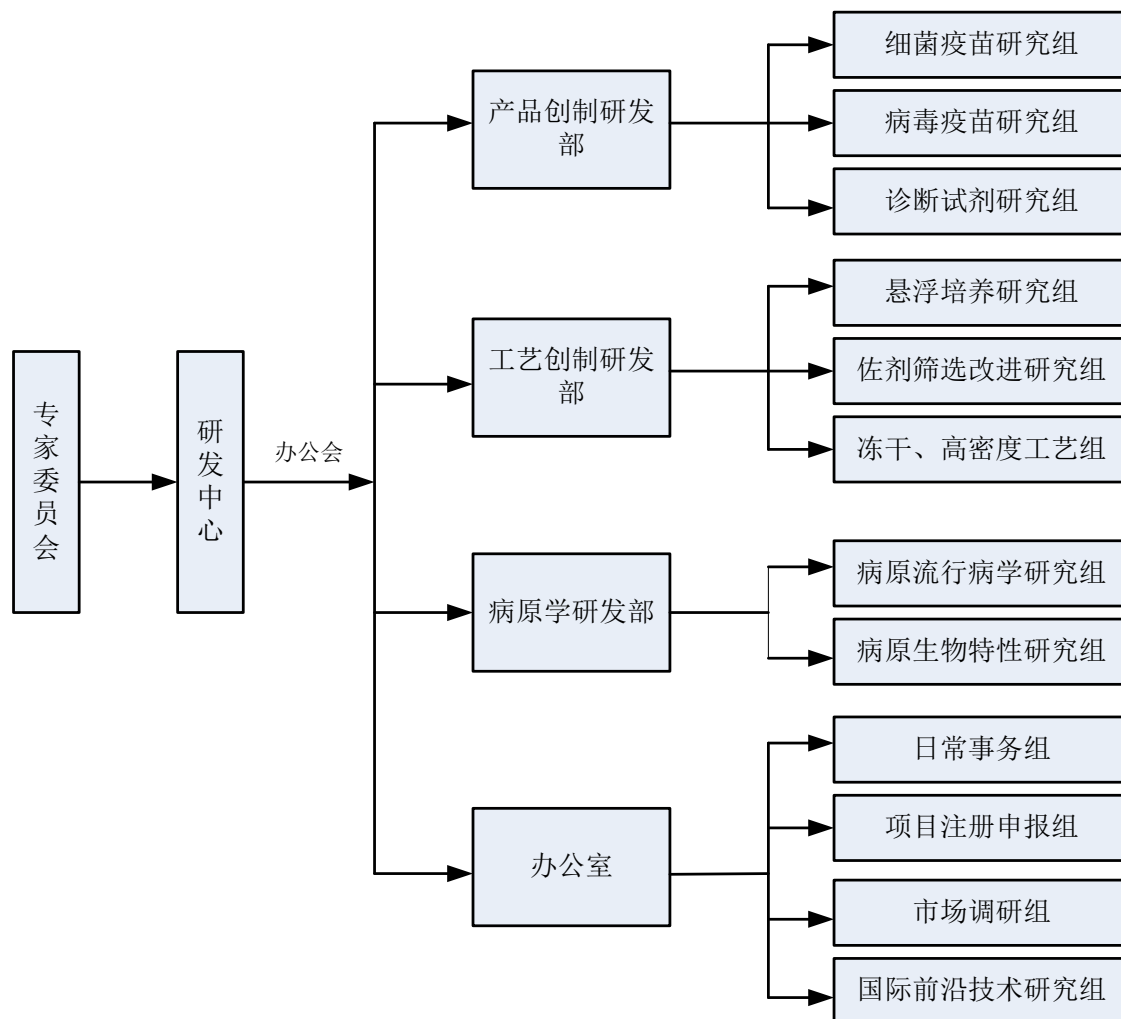 专家委员会
研发中心
办公会
产品创制研发
部
细菌疫苗研究组
病毒疫苗研究组
诊断试剂研究组
工艺创制研发
部
悬浮培养研究组
佐剂筛选改进研究组
冻干、高密度工艺组
病原学研发部
病原流行病学研究组
病原生物特性研究组
办公室
日常事务组
项目注册申报组
市场调研组
国际前沿技术研究组